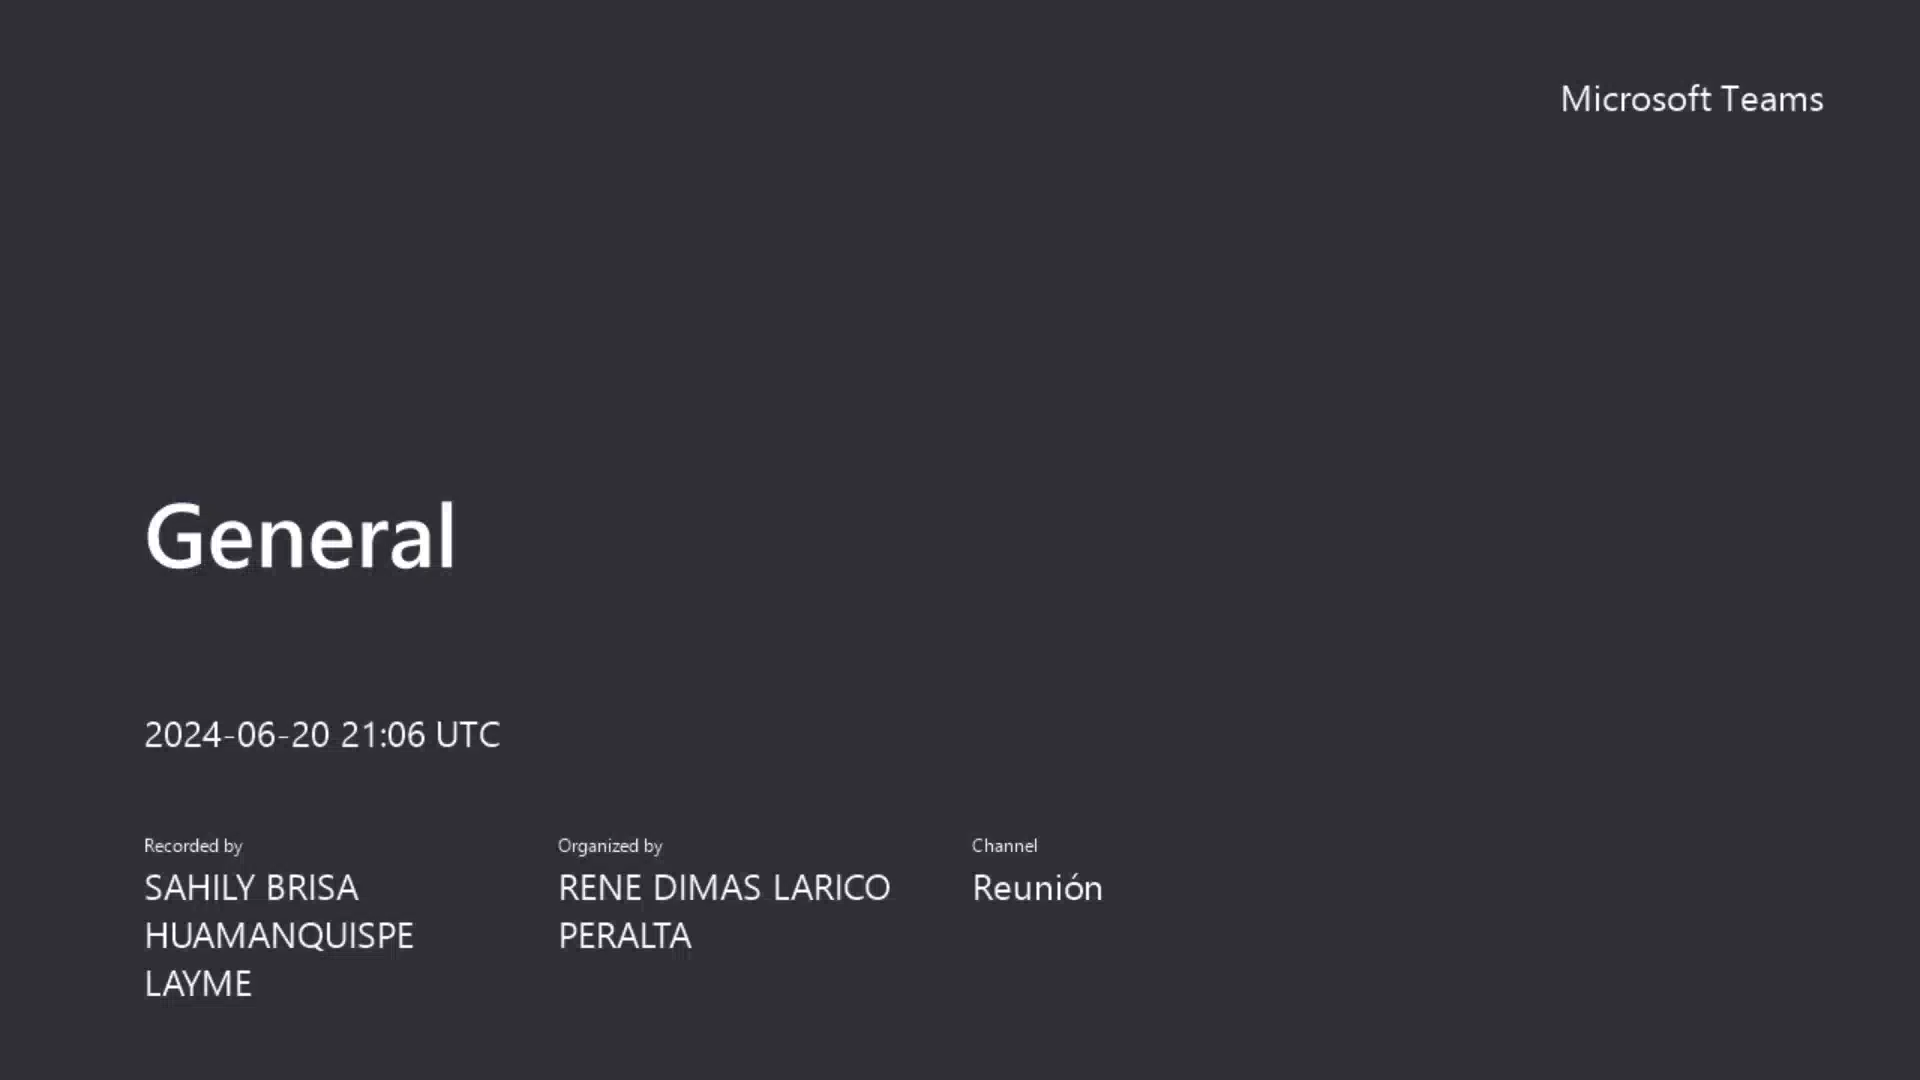 Microsoft Teams
General
2024-06-20 21:06 UTC
Recorded by
SAHILY BRISA
HUAMANQUISPE
LAYME
Organized by
RENE DIMAS LARICO
PERALTA
Channel
Reunión